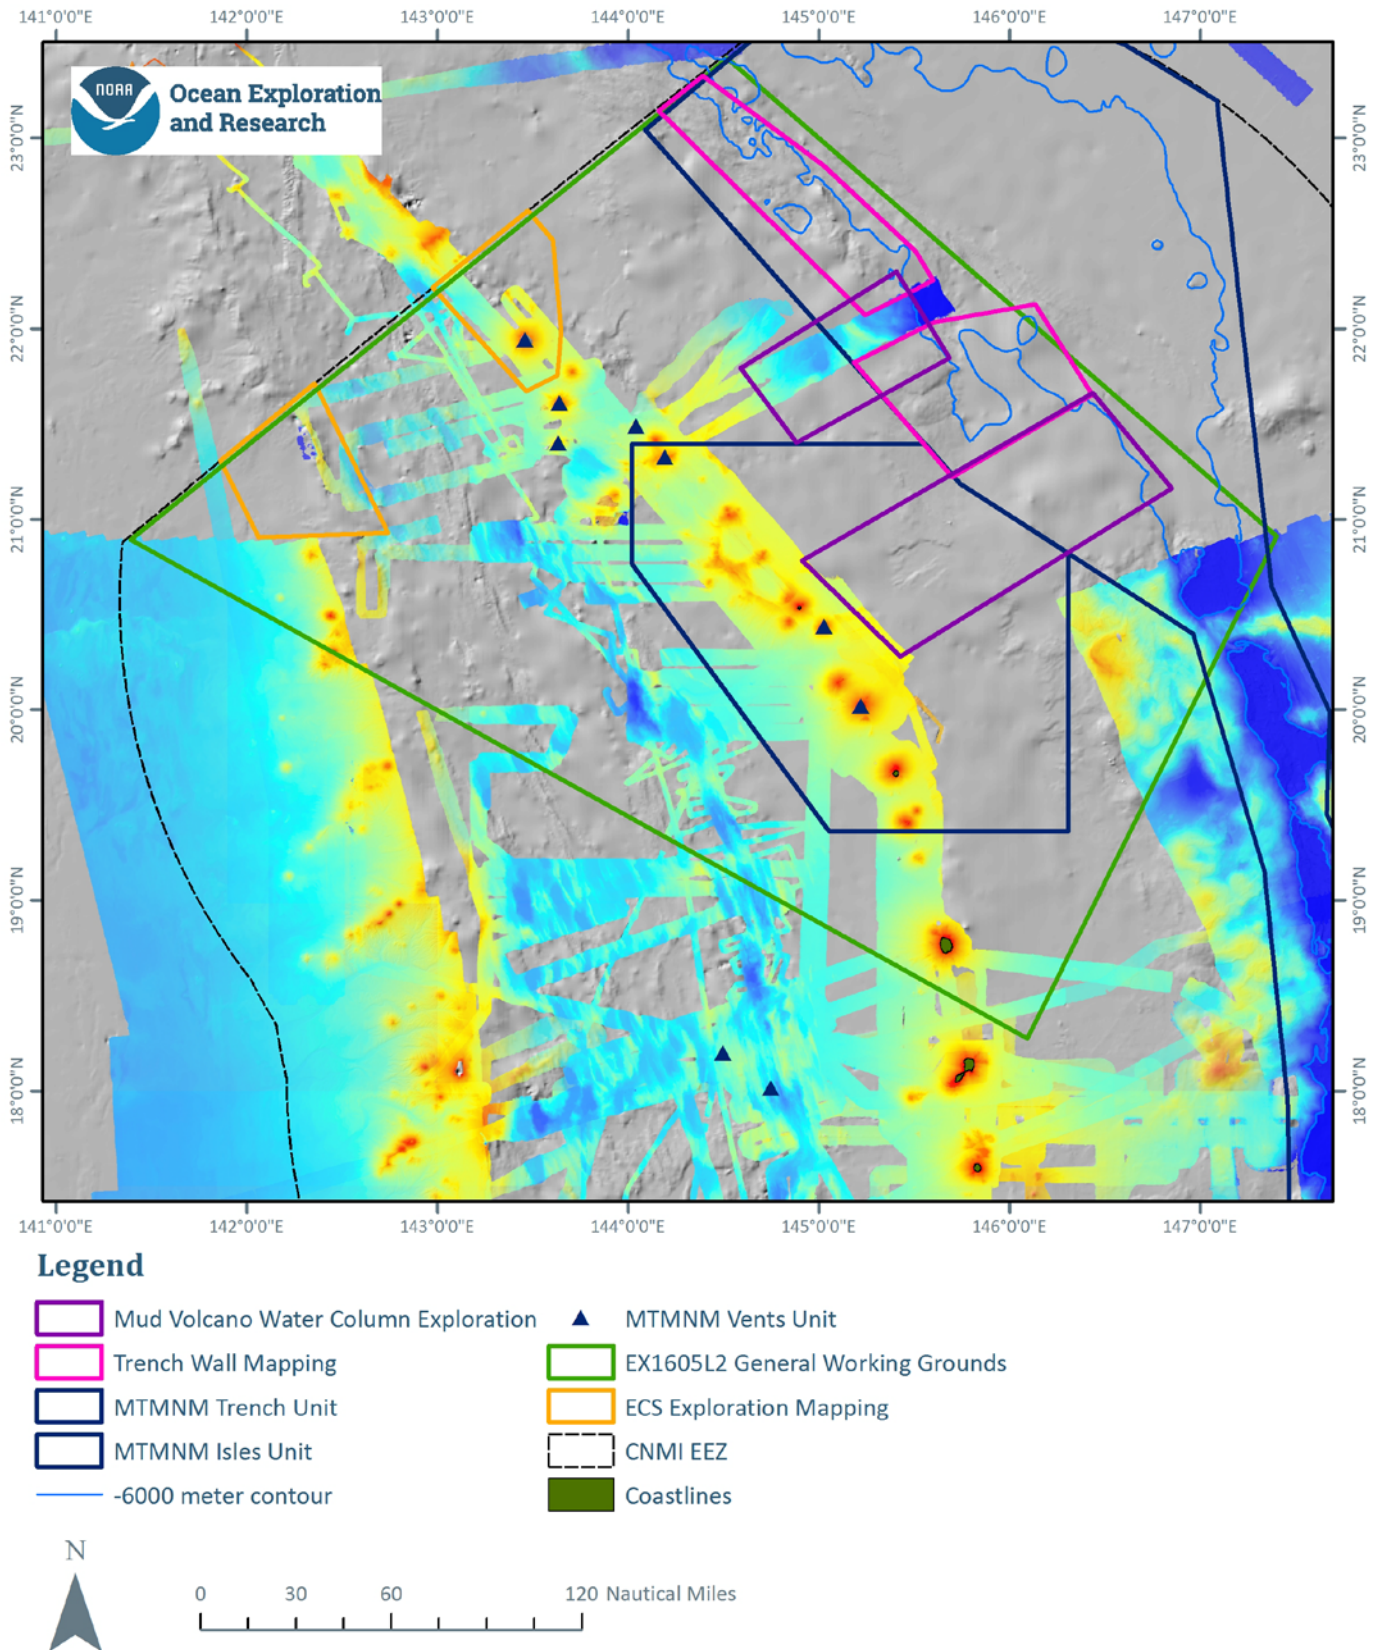 141°0'0"E 142°0'0"E 143°0'0"E 144°0'0"E 145°0'0"E 146°0'0"E 147°0'0"E
NOAA
Ocean Exploration
and Research
23°0'0"N 23°0'0"N
22°0'0"N 22°0'0"N
21°0'0"N 21°0'0"N
20°0'0"N 20°0'0"N
19°0'0"N 19°0'0"N
18°0'0"N 18°0'0"N
141°0'0"E 142°0'0"E 143°0'0"E 144°0'0"E 145°0'0"E 146°0'0"E 147°0'0"E
Legend
Mud Volcano Water Column Exploration
Trench Wall Mapping
MTMNM Trench Unit
MTMNM Isles Unit
-6000 meter contour
MTMNM Vents Unit
EX1605L2 General Working Grounds
ECS Exploration Mapping
CNMI EEZ
Coastlines
N
0 30 60 120 Nautical Miles